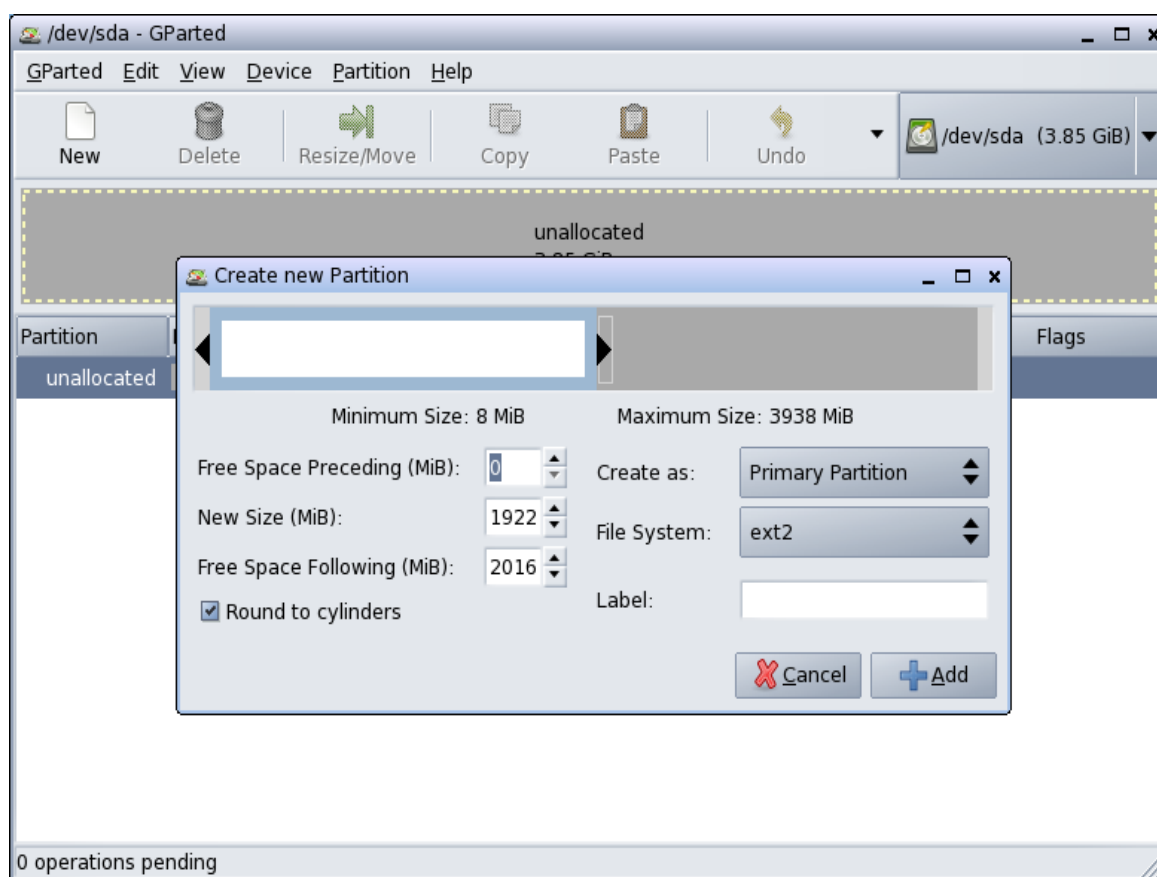 /dev/sda - GParted
GParted Edit View Device Partition Help
New Delete Resize/Move Copy Paste Undo /dev/sda (3.85 GiB)
unallocated
Create new Partition
Partition Flags
unallocated
Minimum Size: 8 MiB Maximum Size: 3938 MiB
Free Space Preceding (MiB): 0 Create as: Primary Partition
New Size (MiB): 1922 File System: ext2
Free Space Following (MiB): 2016
Label:
Round to cylinders
Cancel Add
0 operations pending